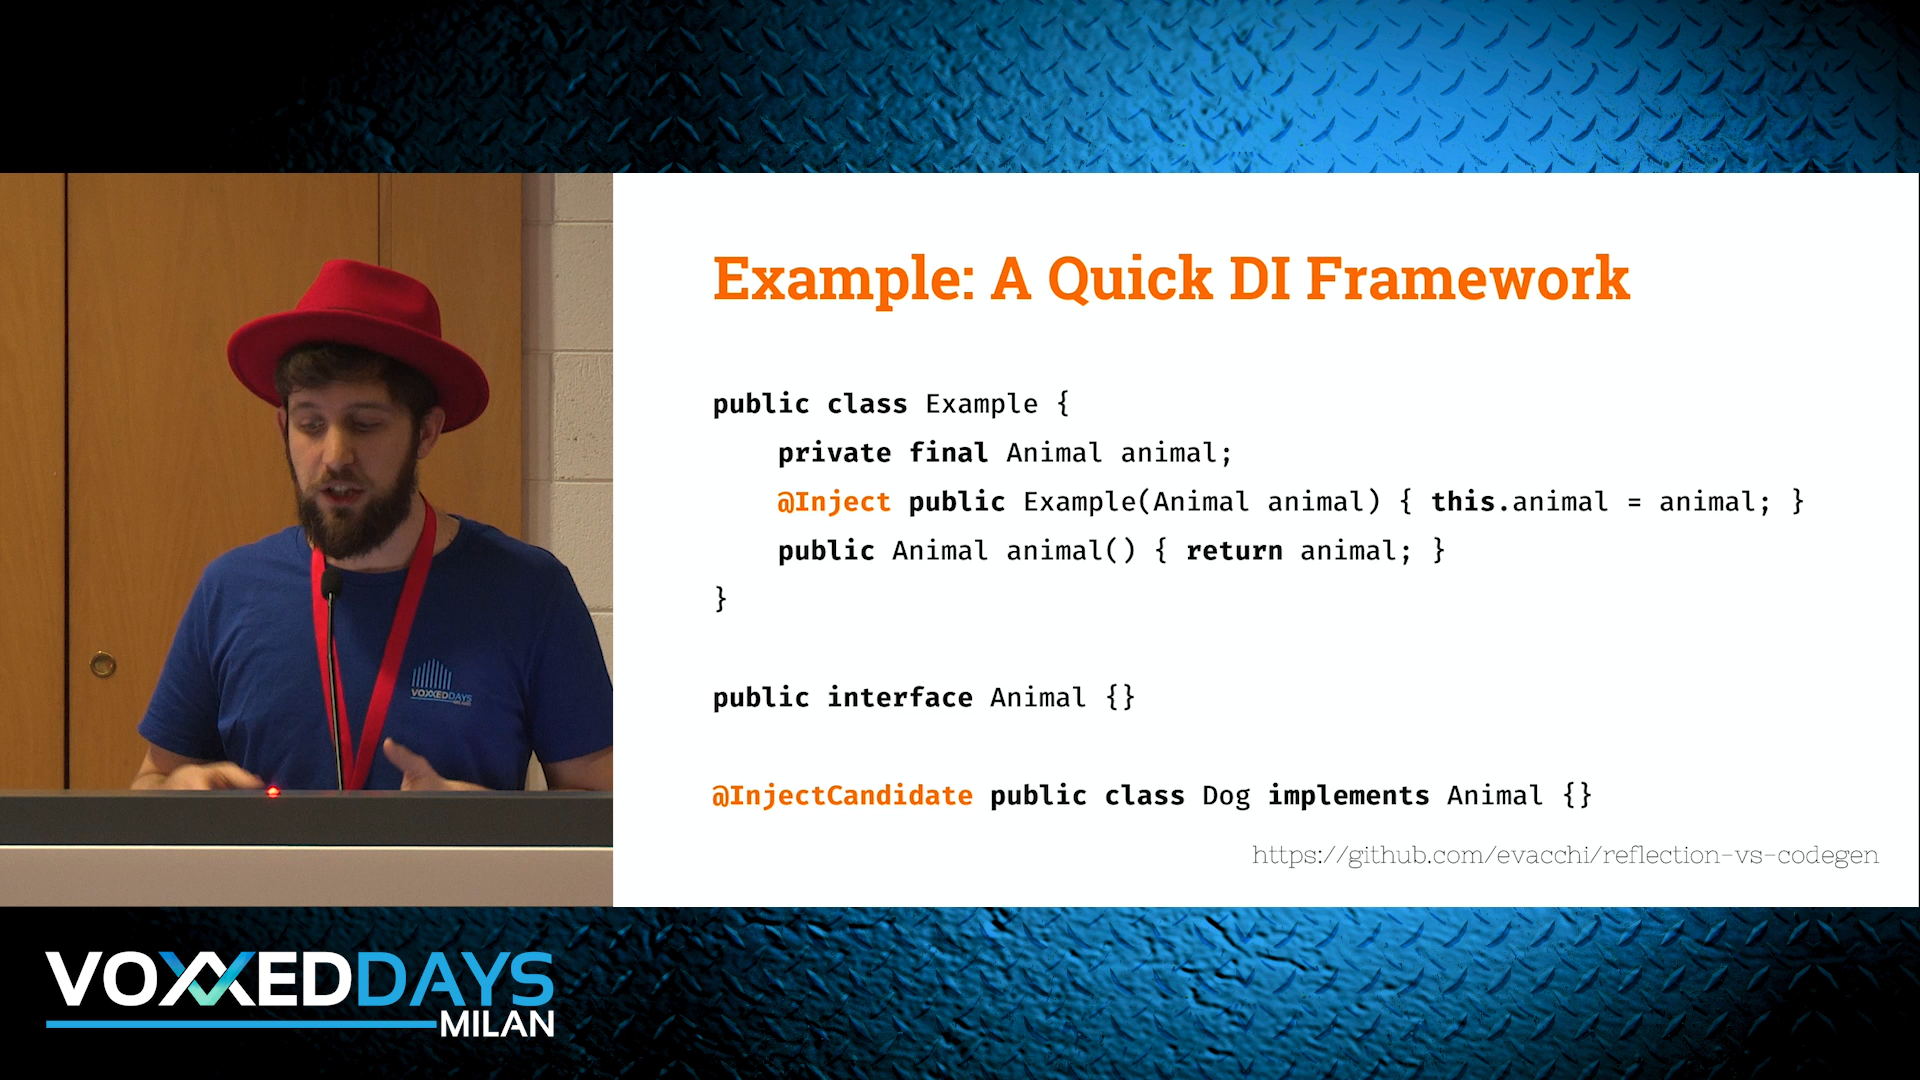 Example: A Quick DI Framework
public class Example {
private final Animal animal;
@Inject public Example(Animal animal) { this.animal = animal; }
public Animal animal() { return animal; }
}
public interface Animal {}
@InjectCandidate public class Dog implements Animal {}
https://github.com/evacchi/reflection-vs-codegen
VOXXEDDAYS
MILAN
VOXXEDDAYS
MILAN